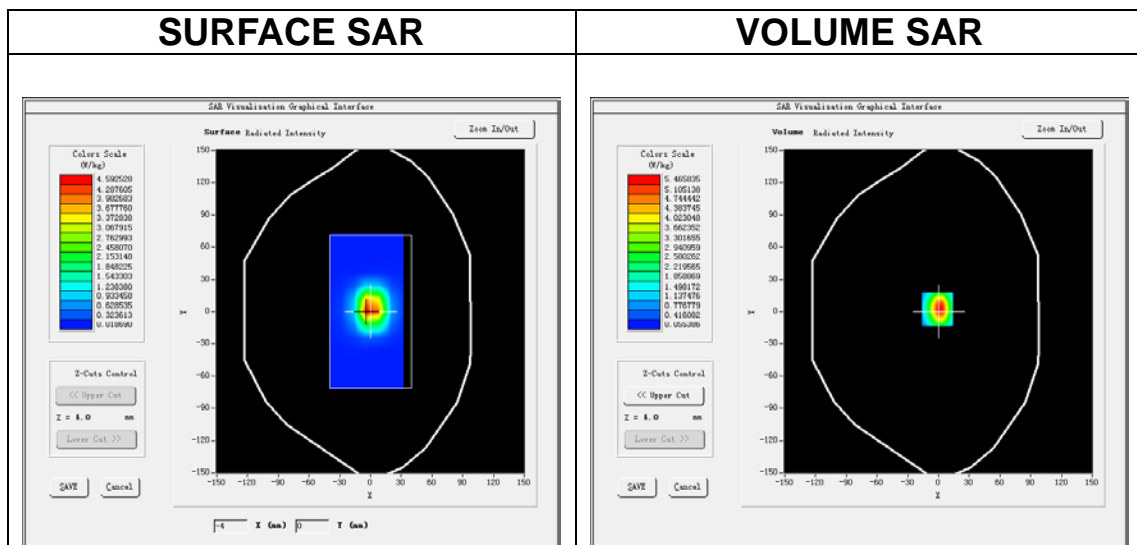 SURFACE SAR
VOLUME SAR
SAR Visualisation Graphical Interface
Surface Radiated Intensity
Zoom In/Out
Colors Scale
(W/kg)
4.592528
4.287605
3.982683
3.677760
3.372838
3.067915
2.762993
2.458070
2.153148
1.848225
1.543303
1.238380
0.933458
0.628535
0.323613
0.018690
150
120
90
60
30
0
-30
-60
-90
-120
-150
Y
-150 -120 -90 -60 -30 0 30 60 90 120 150
X
Z-Cuts Control
<< Upper Cut
Z = 4.0 mm
Lower Cut >>
SAVE Cancel
-4 X (mm) 0 Y (mm)
SAR Visualisation Graphical Interface
Volume Radiated Intensity
Zoom In/Out
Colors Scale
(W/kg)
5.465835
5.105138
4.744442
4.383745
4.023048
3.662352
3.301655
2.940959
2.580262
2.219565
1.858869
1.498172
1.137476
0.776779
0.416082
0.055386
150
120
90
60
30
0
-30
-60
-90
-120
-150
Y
-150 -120 -90 -60 -30 0 30 60 90 120 150
X
Z-Cuts Control
<< Upper Cut
Z = 4.0 mm
Lower Cut >>
SAVE Cancel